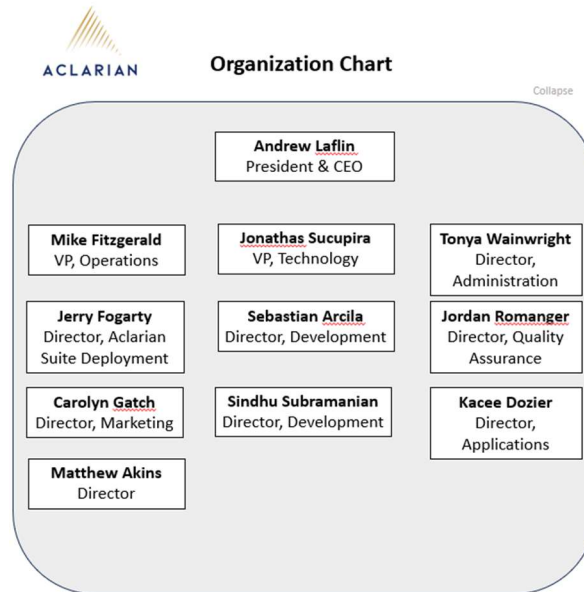 ACLARIAN
Organization Chart
Collapse
Andrew Laflin
President & CEO
Mike Fitzgerald
VP, Operations
Jonathas Sucupira
VP, Technology
Tonya Wainwright
Director,
Administration
Jerry Fogarty
Director, Aclarian
Suite Deployment
Sebastian Arcila
Director, Development
Jordan Romanger
Director, Quality
Assurance
Carolyn Gatch
Director, Marketing
Sindhu Subramanian
Director, Development
Kacee Dozier
Director,
Applications
Matthew Akins
Director